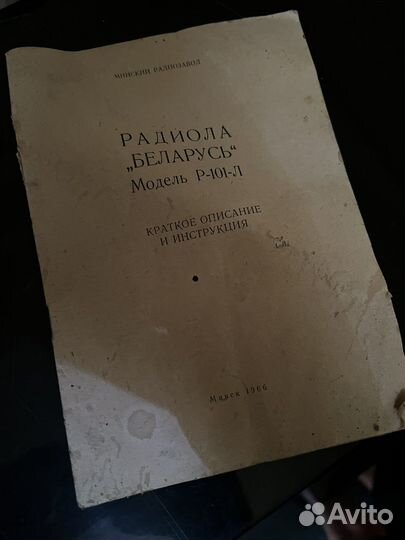 МИНСКИЙ РАДИОЗАВОД
РАДИОЛА
„БЕЛАРУСЬ“
Модель Р-101-Л
КРАТКОЕ ОПИСАНИЕ
И ИНСТРУКЦИЯ
Минск 1966
Avito